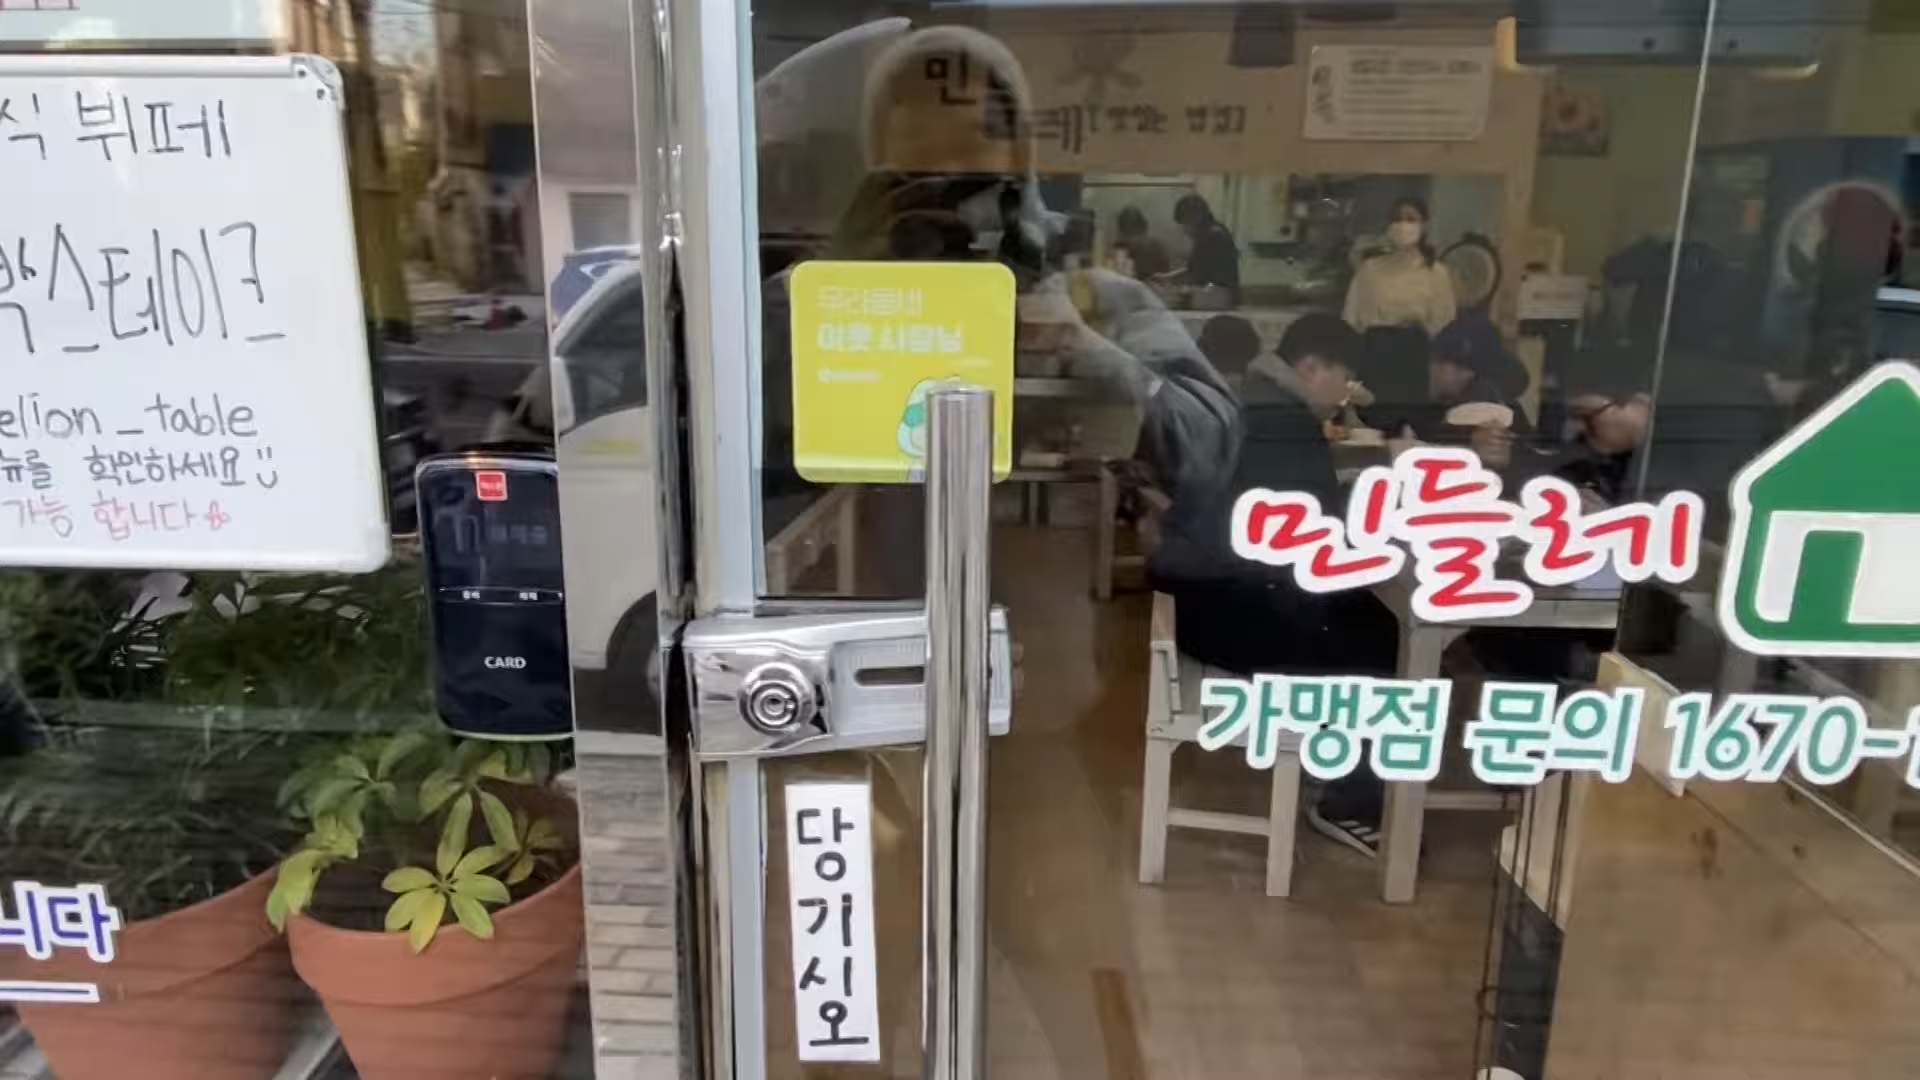 식 뷔페
박스테이크
elion_table
뉴를 확인하세요
가능 합니다
니다
CARD
우리동네
이웃사장님
민들레
가맹점 문의 1670-
당기시오